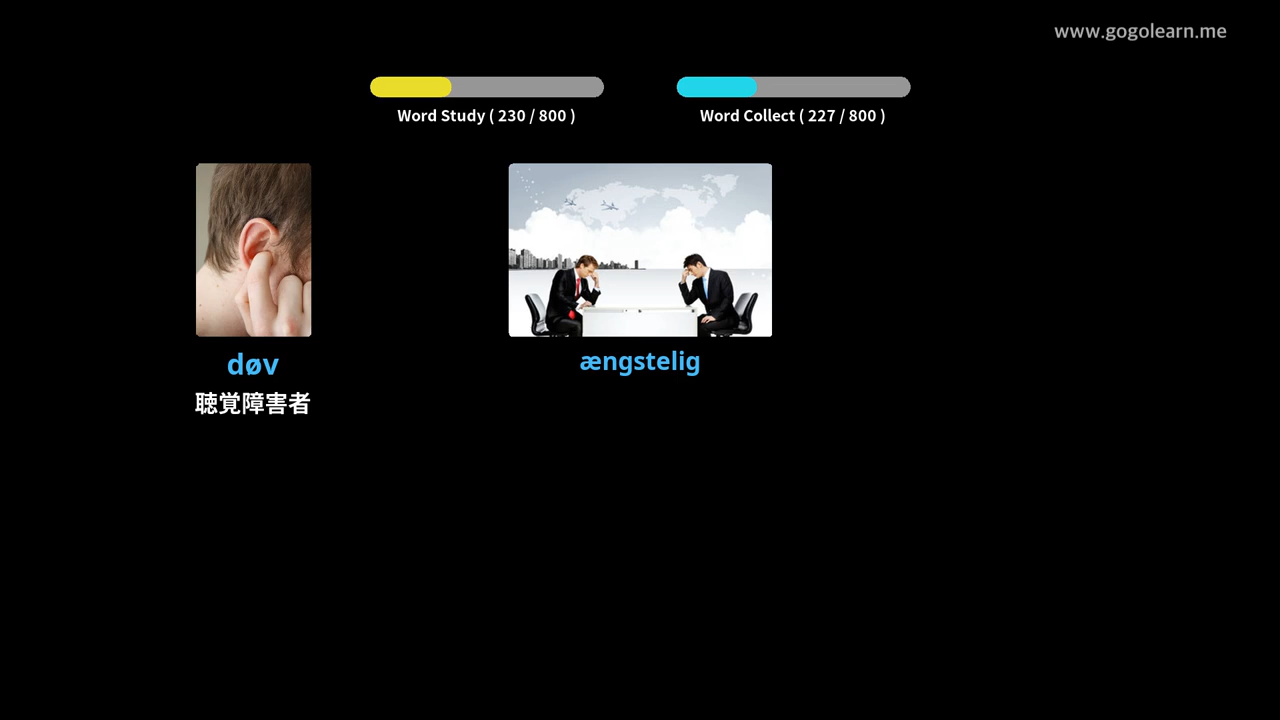 www.gogolearn.me
Word Study ( 230 / 800 )
Word Collect ( 227 / 800 )
døv
聴覚障害者
ængstelig